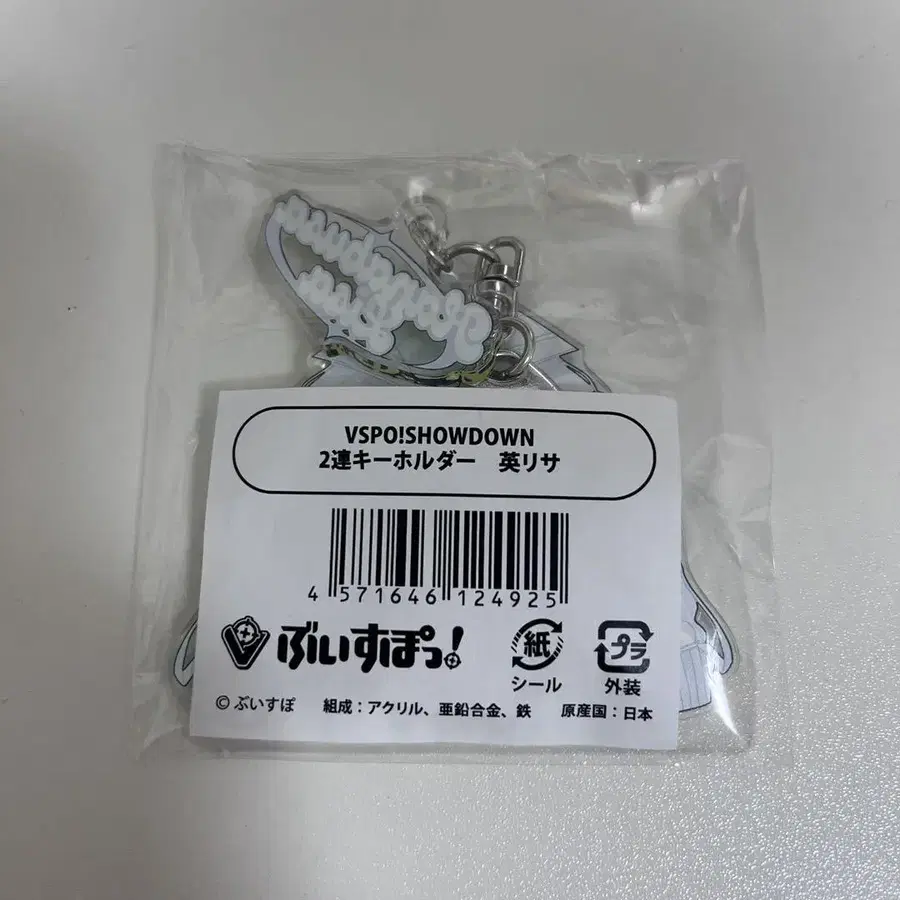 VSPO!SHOWDOWN
2連キーホルダー 英リサ
4 571646 124925
ぶいすぽっ!
紙
シール
プラ
外装
© ぶいすぽ 組成:アクリル、亜鉛合金、鉄 原産国:日本